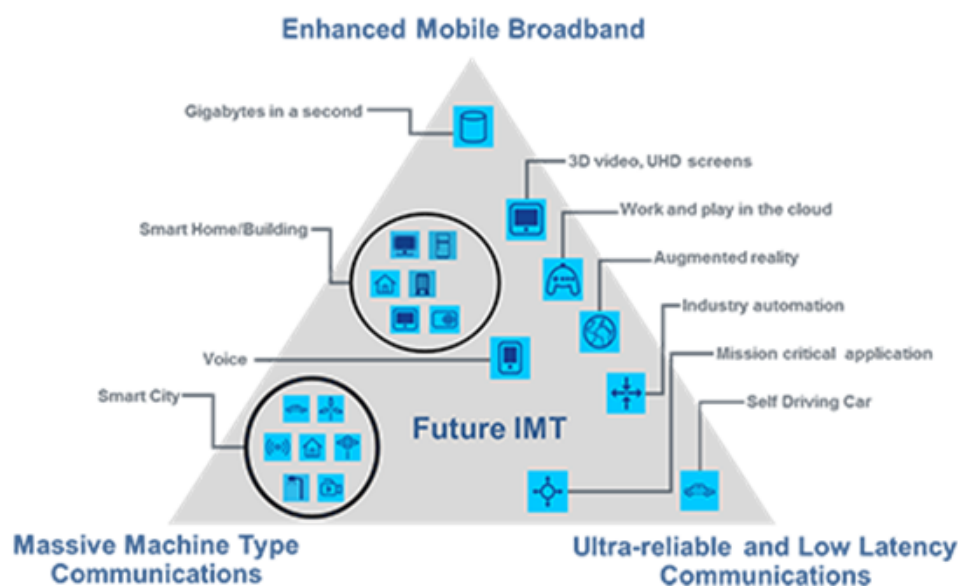 Enhanced Mobile Broadband
Gigabytes in a second
3D video, UHD screens
Smart Home/Building
Work and play in the cloud
Augmented reality
Industry automation
Voice
Mission critical application
Smart City
Self Driving Car
Future IMT
Massive Machine Type
Communications
Ultra-reliable and Low Latency
Communications